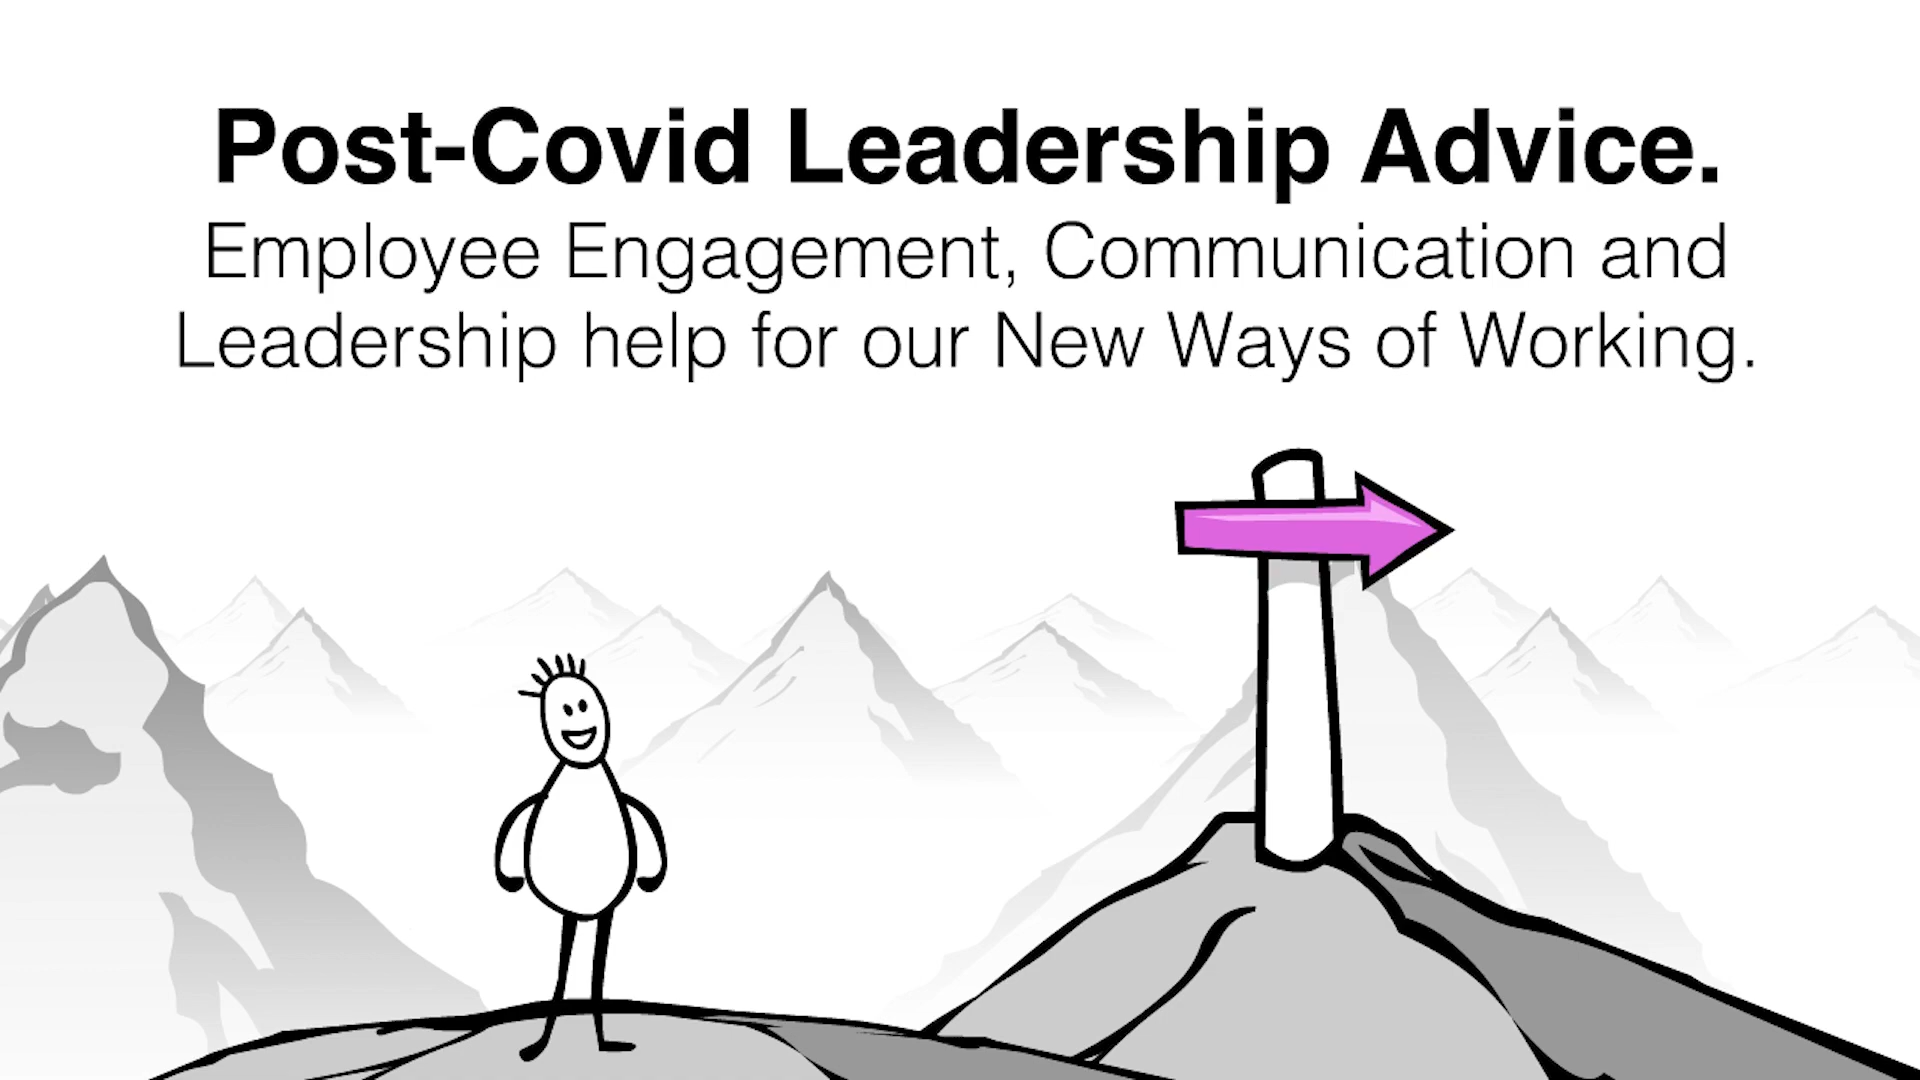 Post-Covid Leadership Advice.
Employee Engagement, Communication and
Leadership help for our New Ways of Working.